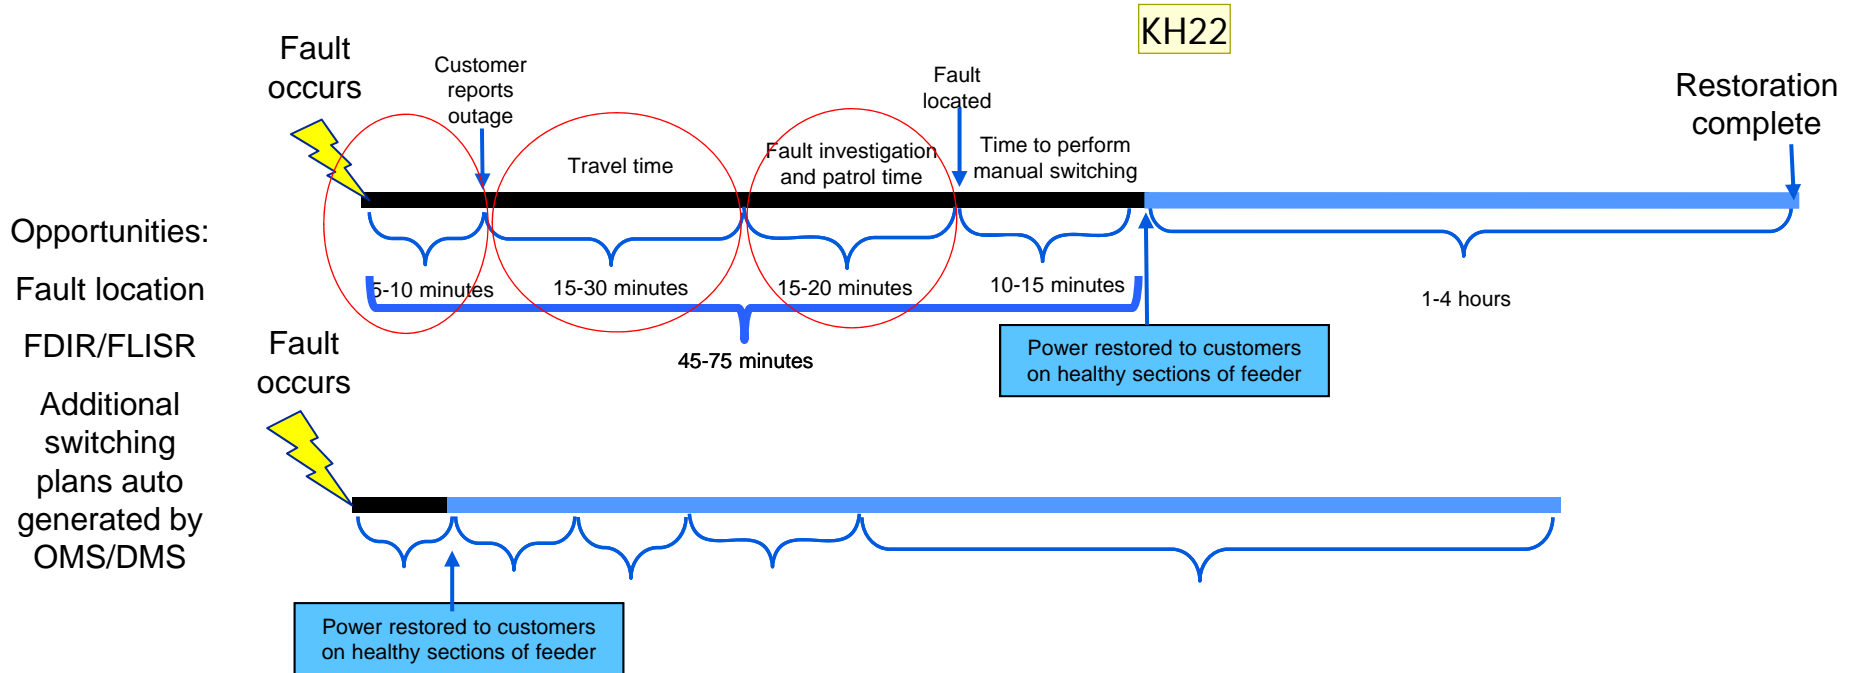 KH22
Fault
occurs
Customer
reports
outage
Fault
located
Restoration
complete
Travel time
Fault investigation
and patrol time
Time to perform
manual switching
Opportunities:
Fault location
FDIR/FLISR
Additional
switching
plans auto
generated by
OMS/DMS
5-10 minutes
15-30 minutes
15-20 minutes
10-15 minutes
1-4 hours
45-75 minutes
Power restored to customers
on healthy sections of feeder
Fault
occurs
Power restored to customers
on healthy sections of feeder